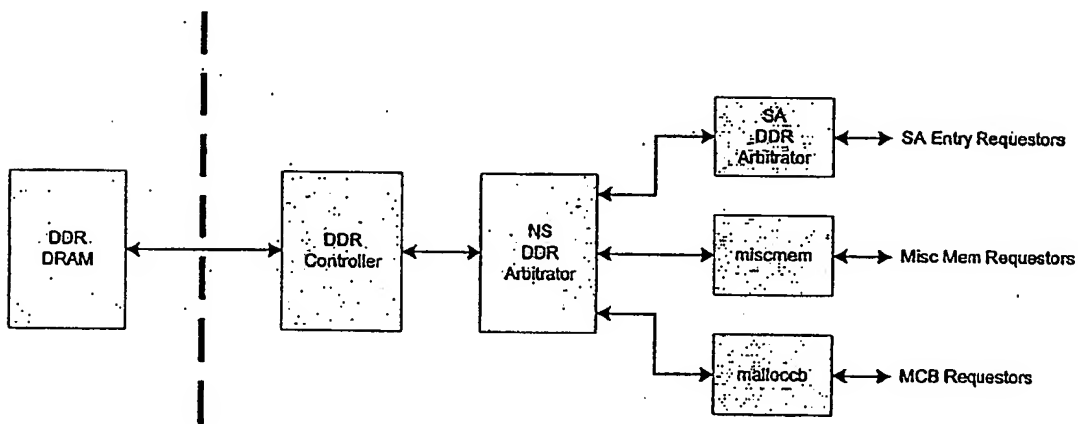 DDR
DRAM
DDR
Controller
NS
DDR
Arbitrator
SA
DDR
Arbitrator
SA Entry Requestors
miscmem
Misc Mem Requestors
malloccb
MCB Requestors